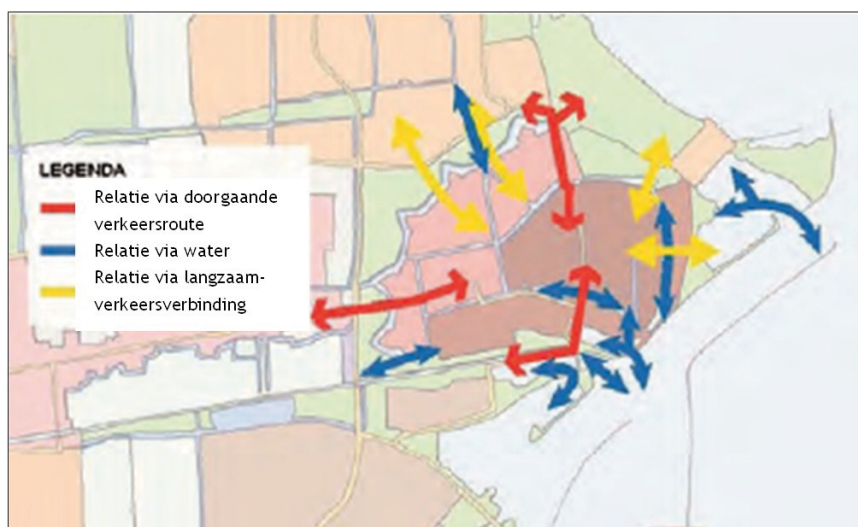 LEGENDA
Relatie via doorgaande
verkeersroute
Relatie via water
Relatie via langzaam-
verkeersverbinding